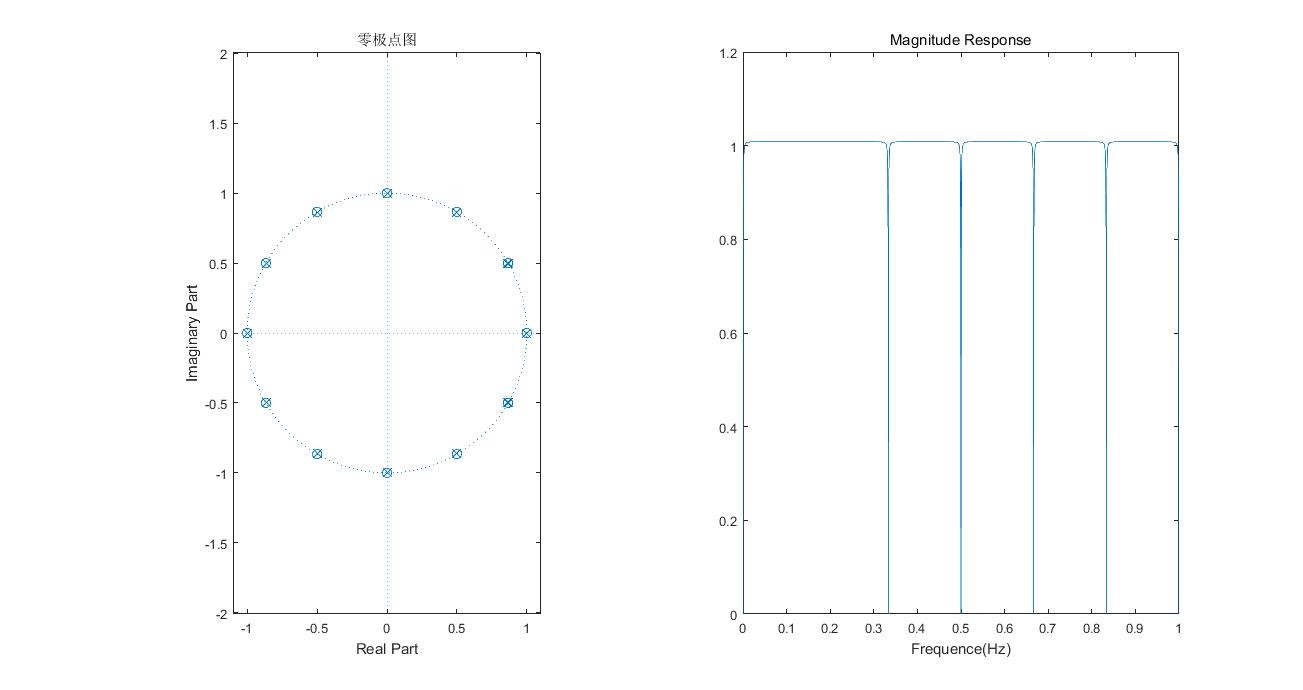 零极点图
2
1.5
1
0.5
0
-0.5
-1
-1.5
-2
Imaginary Part
-1 -0.5 0 0.5 1
Real Part
Magnitude Response
1.2
1
0.8
0.6
0.4
0.2
0
0 0.1 0.2 0.3 0.4 0.5 0.6 0.7 0.8 0.9 1
Frequence(Hz)